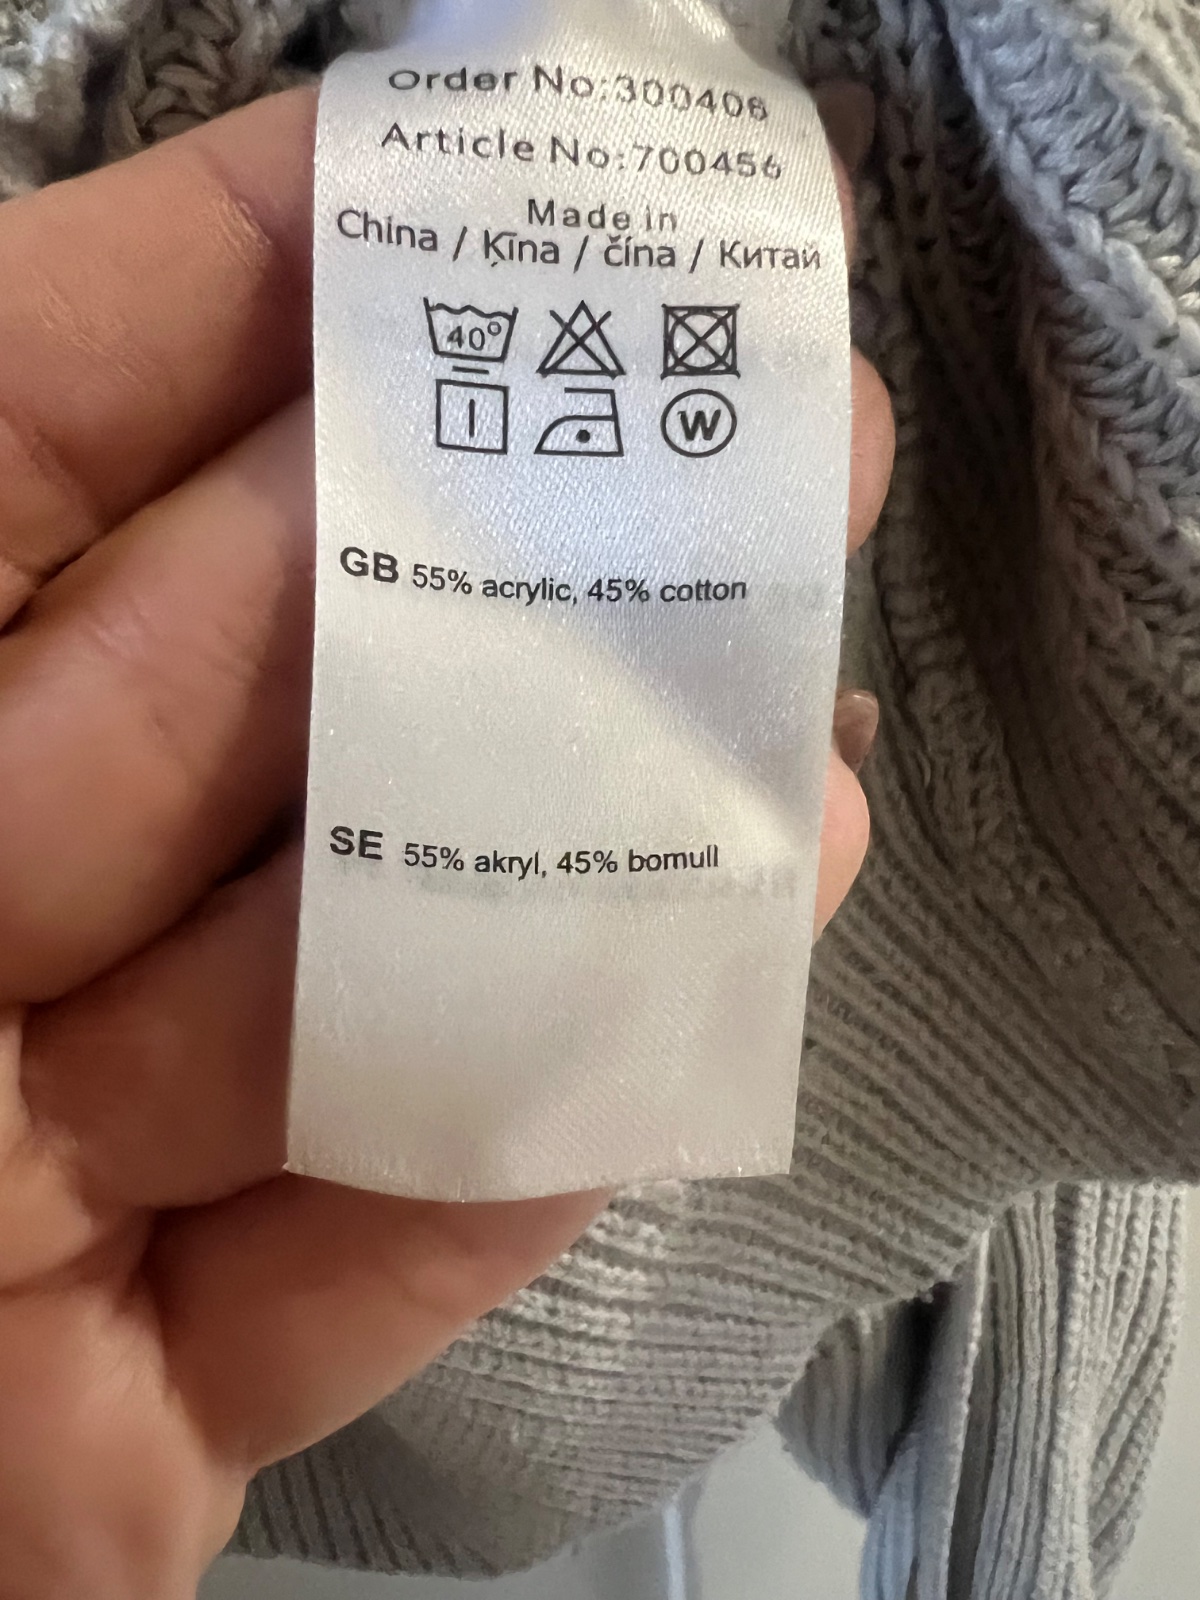 Order No:300408
Article No:700456
Made in
China / Ķīna / čína / Китай
40°
W
GB 55% acrylic, 45% cotton
SE 55% akryl, 45% bomull